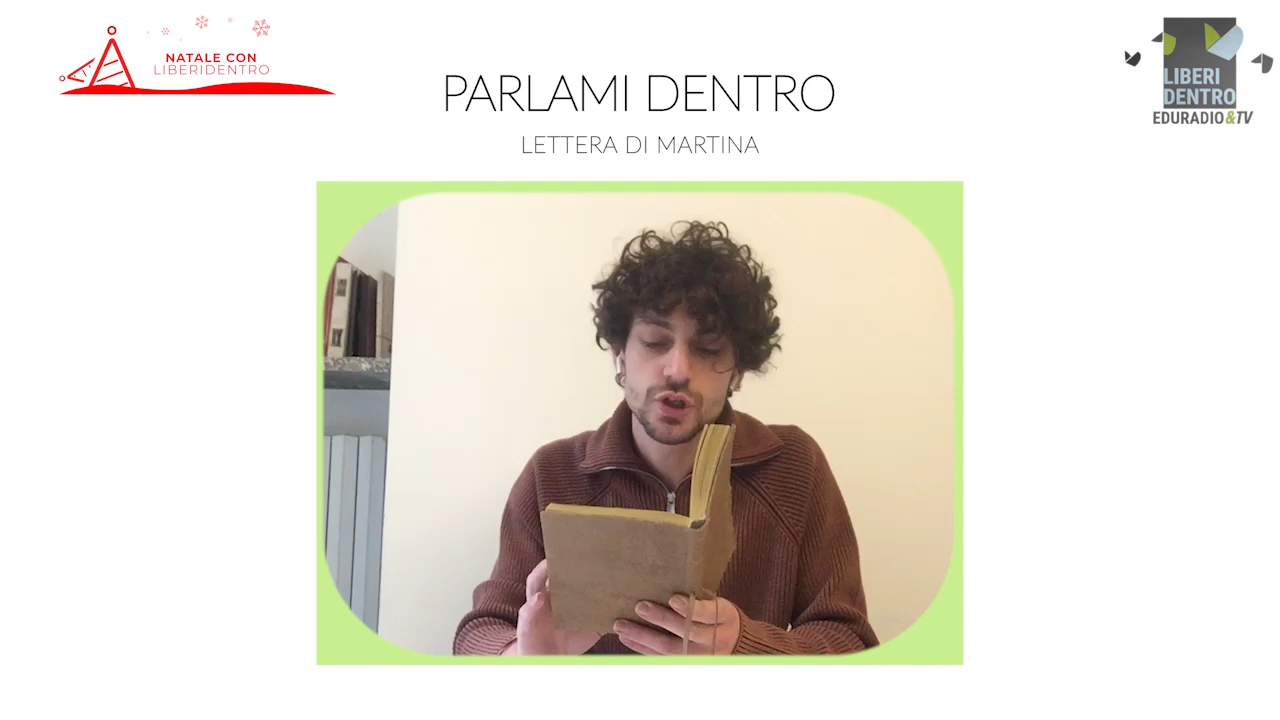 NATALE CON
LIBERIDENTRO
PARLAMI DENTRO
LETTERA DI MARTINA
LIBERI
DENTRO
EDURADIO&TV